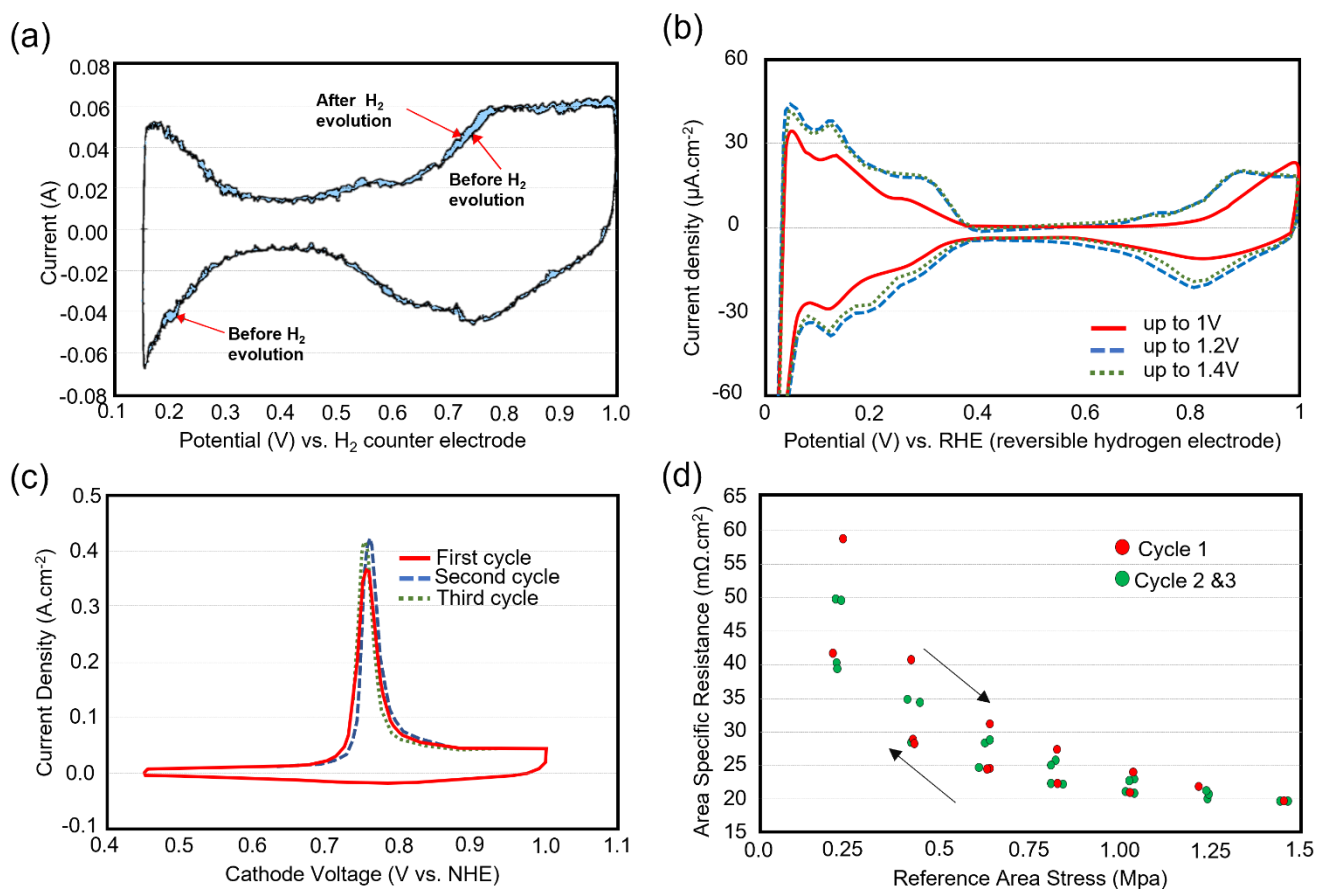 (a)
0.08
0.06
0.04
0.02
0.00
-0.02
-0.04
-0.06
-0.08
Current (A)
After H₂
evolution
Before H₂
evolution
Before H₂
evolution
0.1 0.2 0.3 0.4 0.5 0.6 0.7 0.8 0.9 1.0
Potential (V) vs. H₂ counter electrode
(b)
60
30
0
-30
-60
Current density (µA.cm⁻²)
up to 1V
up to 1.2V
up to 1.4V
0 0.2 0.4 0.6 0.8 1
Potential (V) vs. RHE (reversible hydrogen electrode)
(c)
0.5
0.4
0.3
0.2
0.1
0.0
-0.1
Current Density (A.cm⁻²)
First cycle
Second cycle
Third cycle
0.4 0.5 0.6 0.7 0.8 0.9 1.0 1.1
Cathode Voltage (V vs. NHE)
(d)
65
60
55
50
45
40
35
30
25
20
15
Area Specific Resistance (mΩ.cm²)
Cycle 1
Cycle 2 &3
0.0 0.25 0.5 0.75 1.00 1.25 1.5
Reference Area Stress (Mpa)